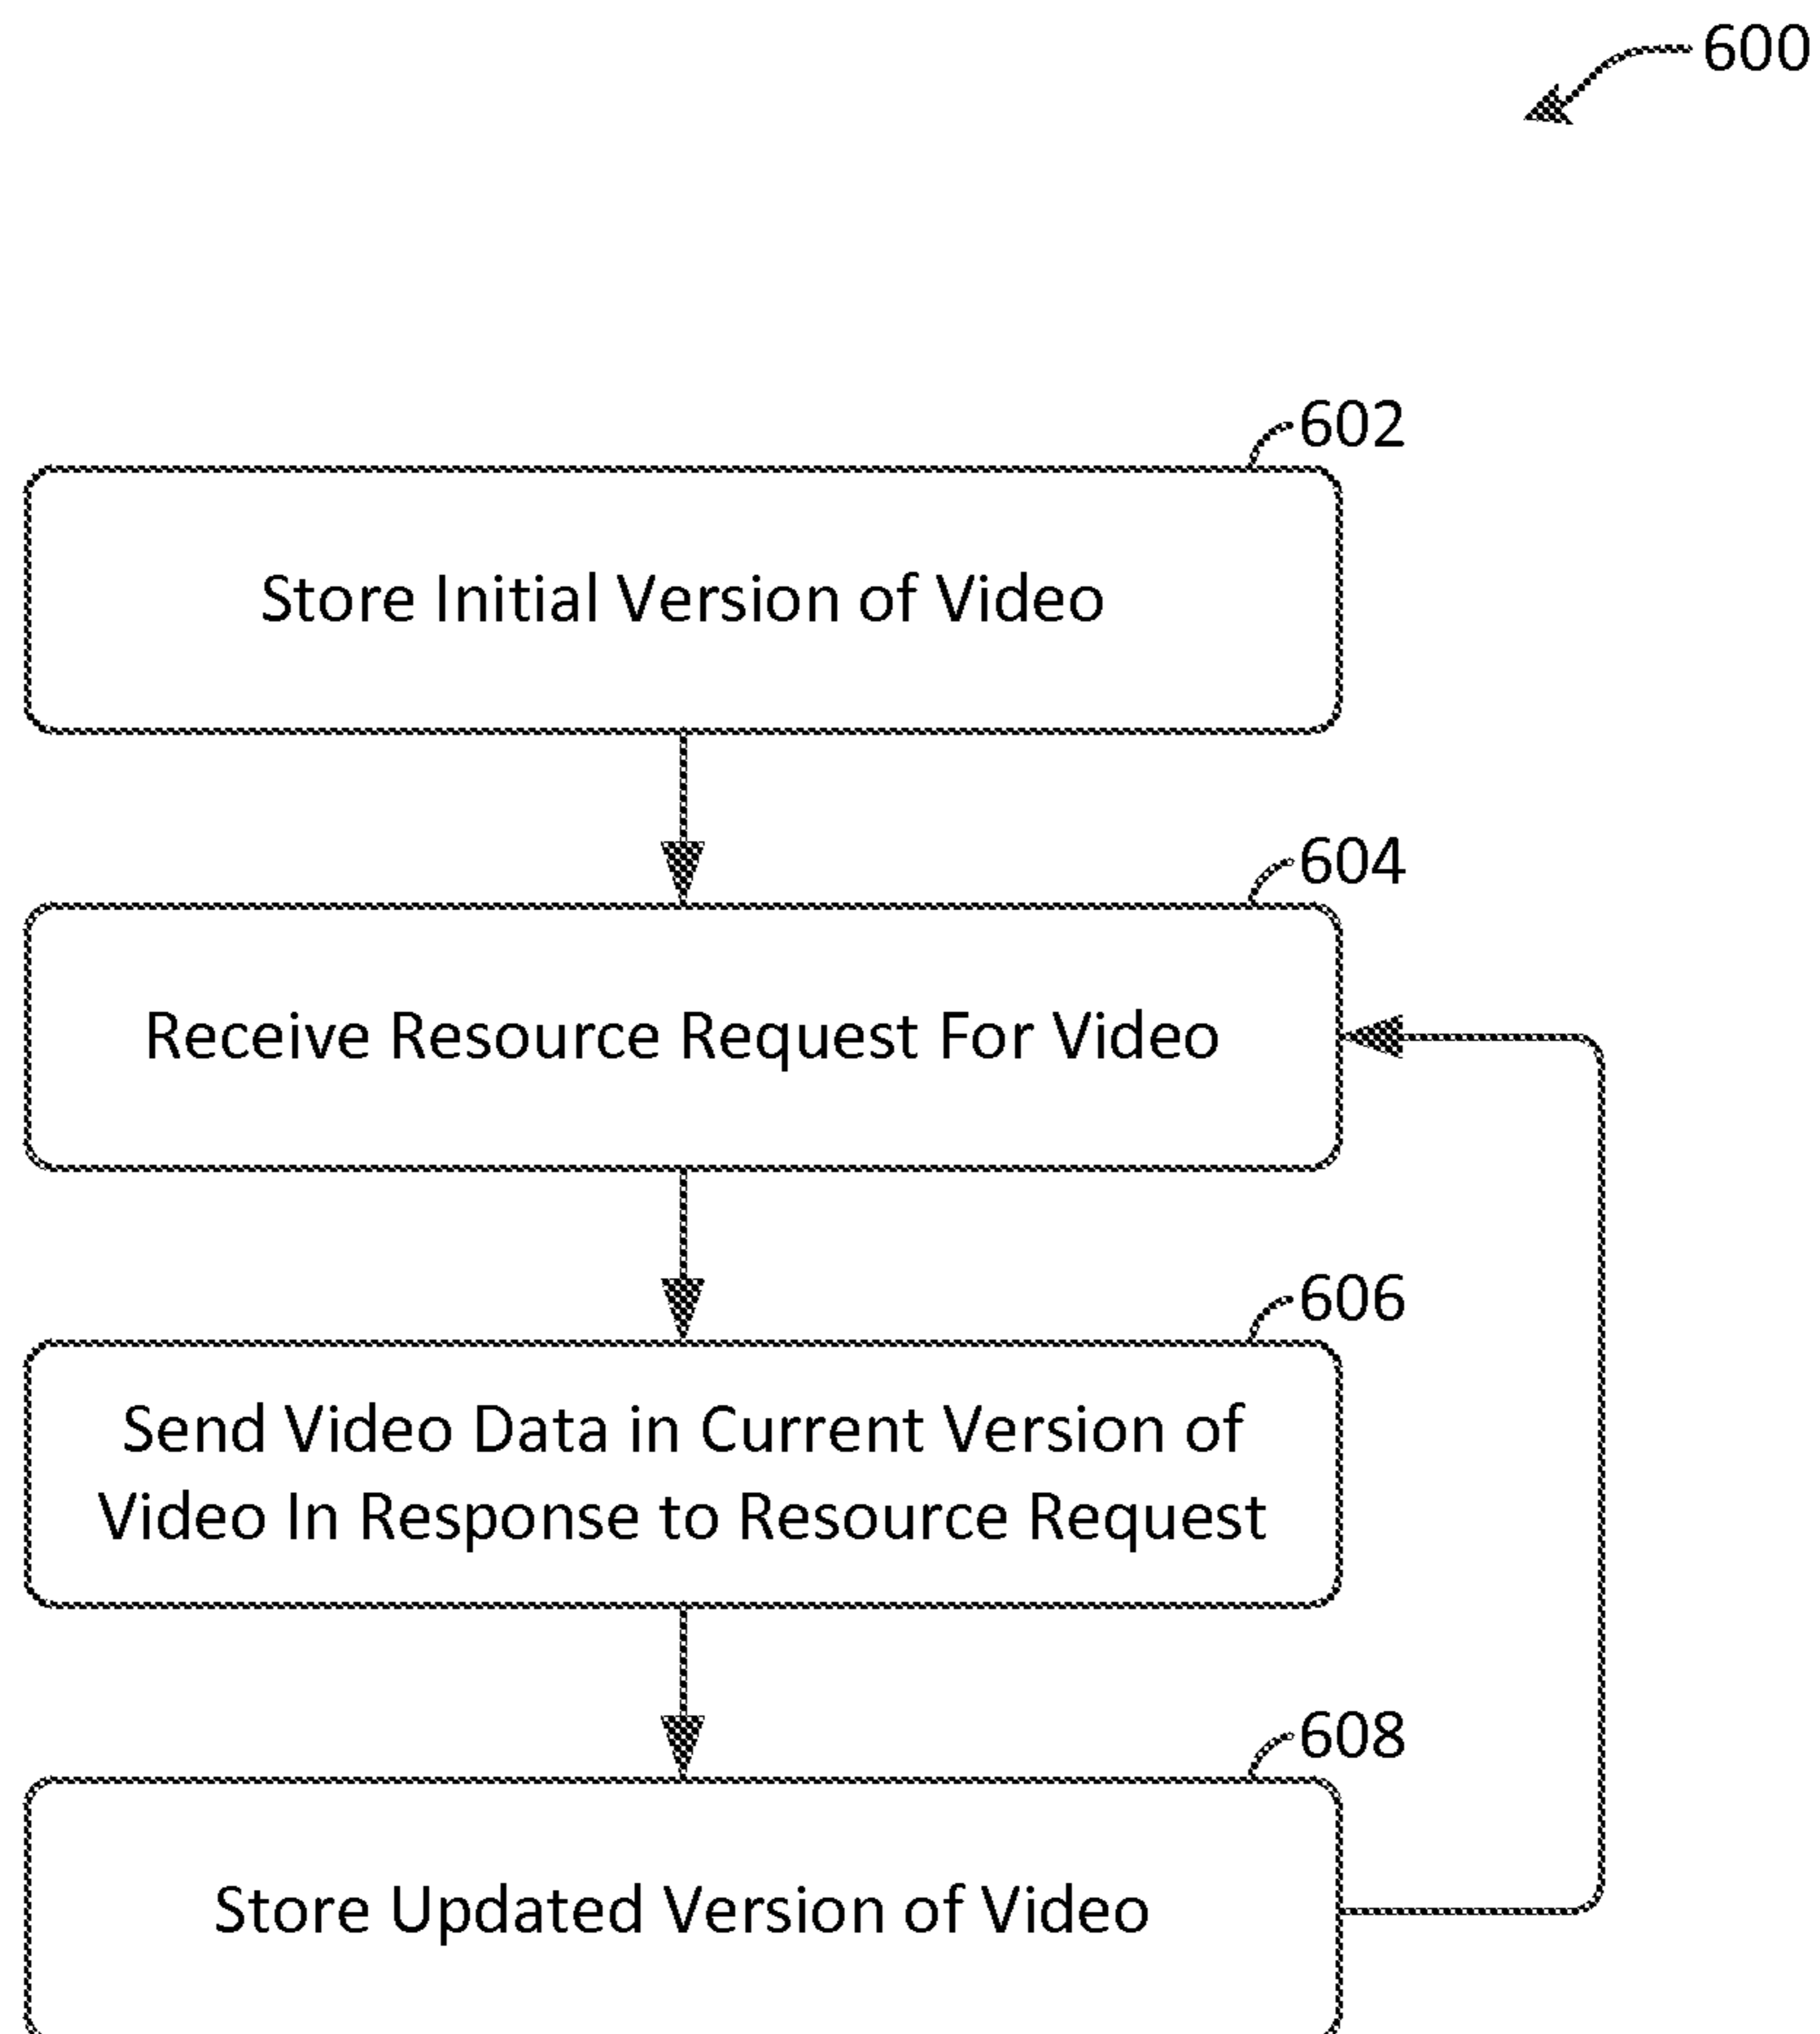 600
602
Store Initial Version of Video
604
Receive Resource Request For Video
606
Send Video Data in Current Version of
Video In Response to Resource Request
608
Store Updated Version of Video